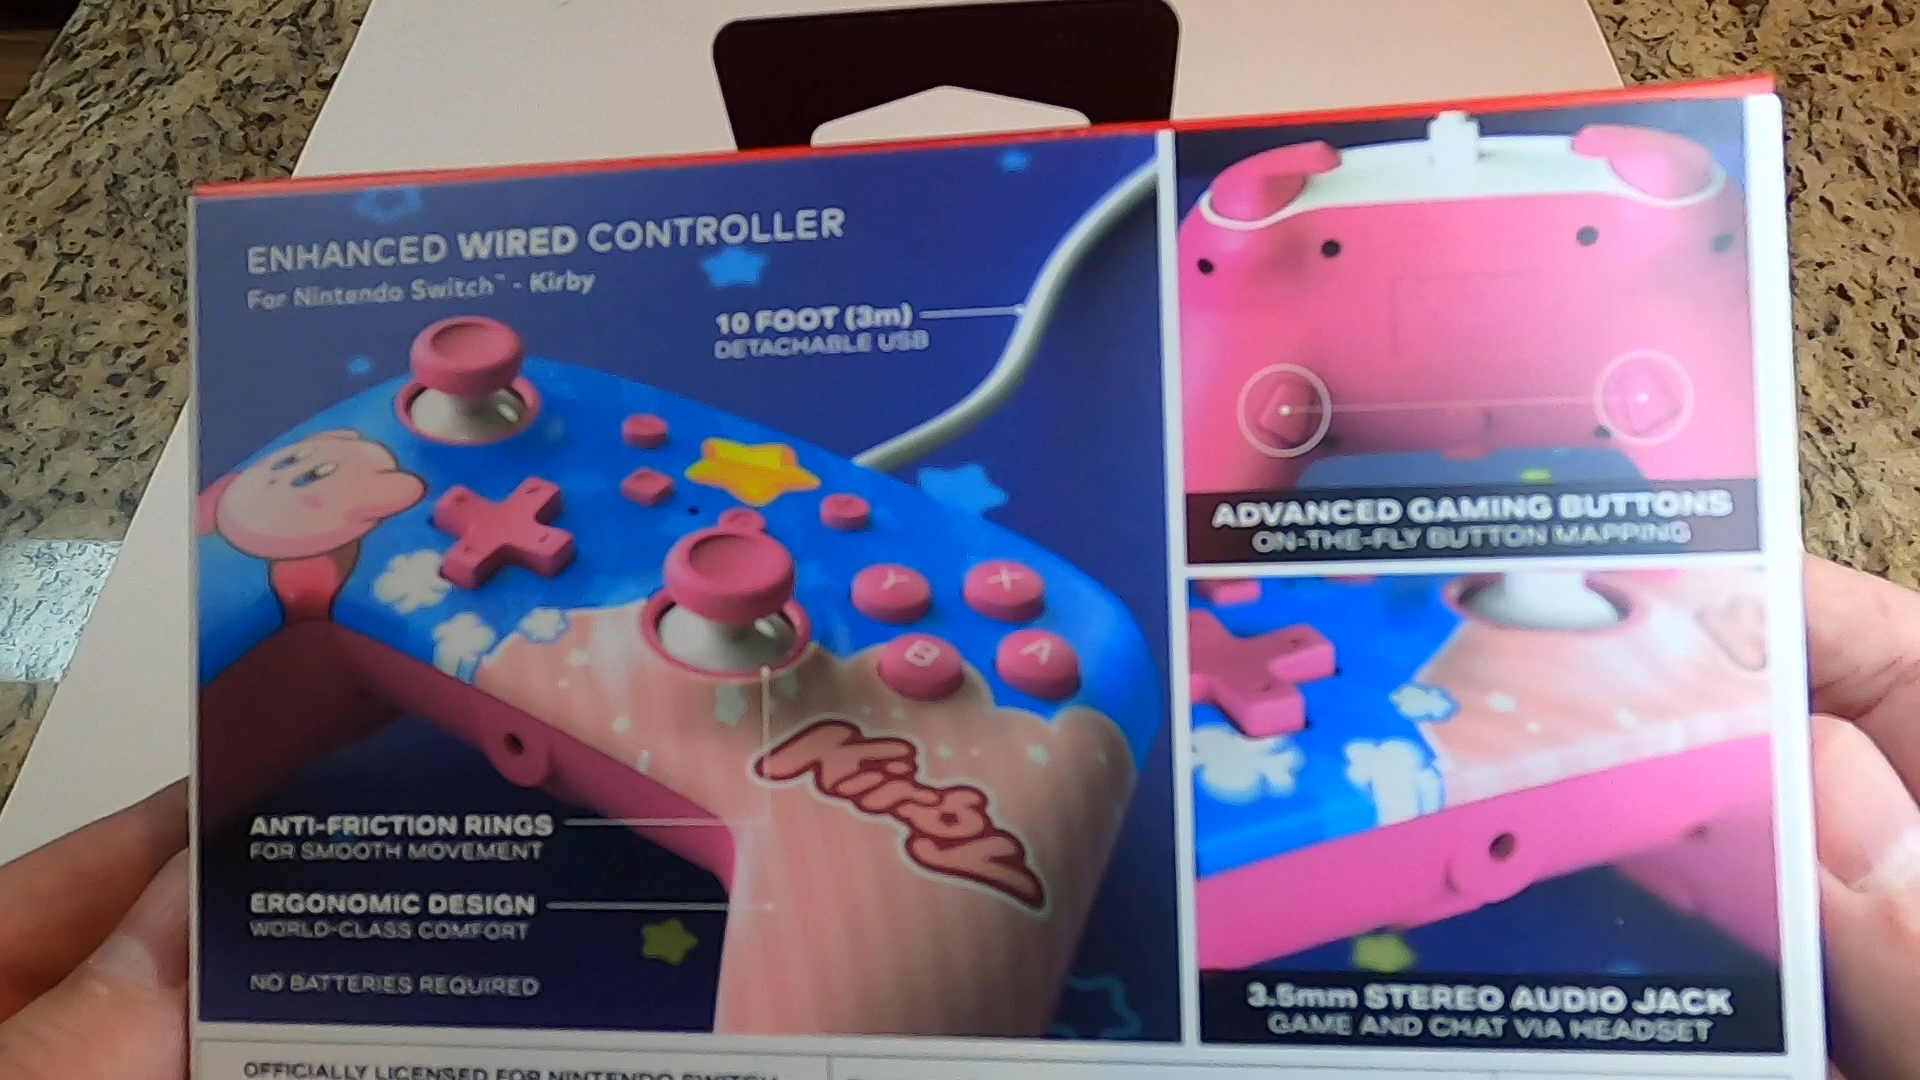 ENHANCED WIRED CONTROLLER
For Nintendo Switch™ - Kirby
10 FOOT (3m)
DETACHABLE USB
Y
X
B
A
Kirby
ANTI-FRICTION RINGS
FOR SMOOTH MOVEMENT
ERGONOMIC DESIGN
WORLD-CLASS COMFORT
NO BATTERIES REQUIRED
ADVANCED GAMING BUTTONS
ON-THE-FLY BUTTON MAPPING
3.5mm STEREO AUDIO JACK
GAME AND CHAT VIA HEADSET
OFFICIALLY LICENSED FOR NINTENDO SWITCH